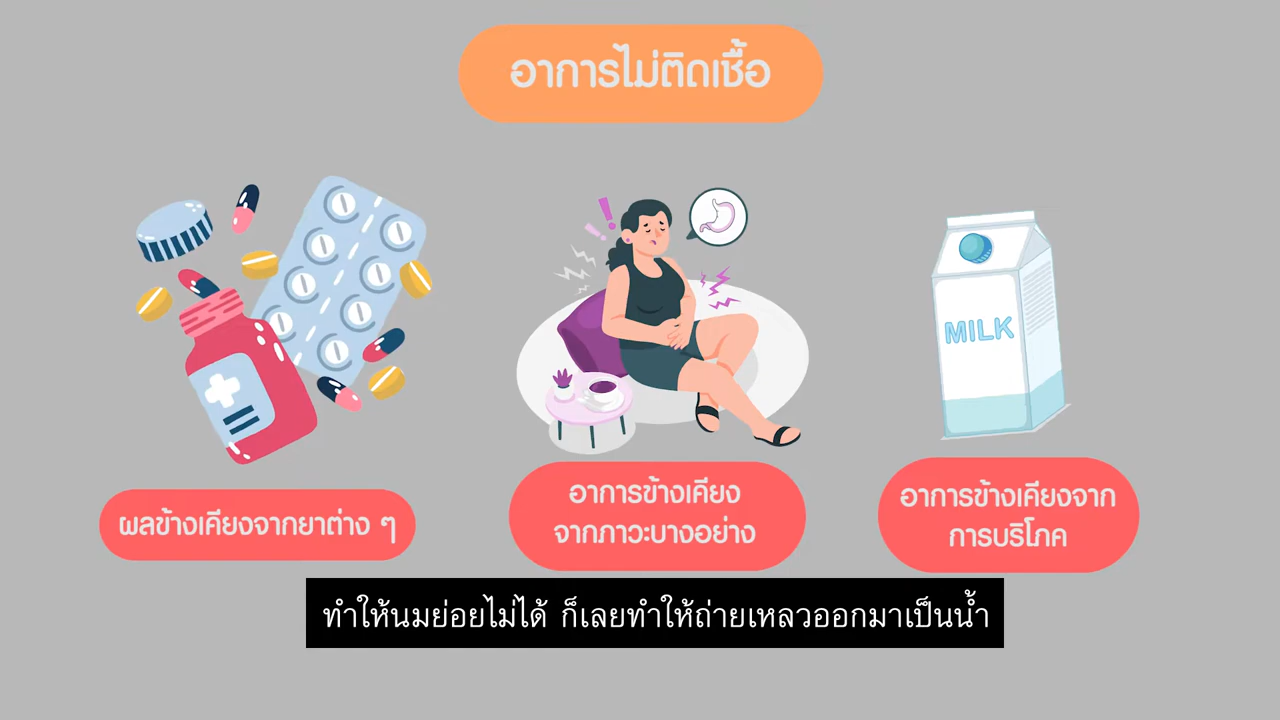 อาการไม่ติดเชื้อ
MILK
ผลข้างเคียงจากยาต่าง ๆ
อาการข้างเคียง
จากภาวะบางอย่าง
อาการข้างเคียงจาก
การบริโภค
ทำให้นมย่อยไม่ได้ ก็เลยทำให้ถ่ายเหลวออกมาเป็นน้ำ